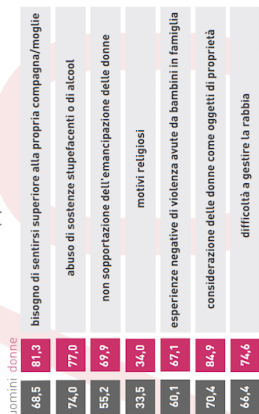 uomini donne
68,5 81,3 bisogno di sentirsi superiore alla propria compagna/moglie
74,0 77,0 abuso di sostenze stupefacenti o di alcool
55,2 69,9 non sopportazione dell'emancipazione delle donne
33,5 34,0 motivi religiosi
60,1 67,1 esperienze negative di violenza avute da bambini in famiglia
70,4 84,9 considerazione delle donne come oggetti di proprietà
66,4 74,6 difficoltà a gestire la rabbia